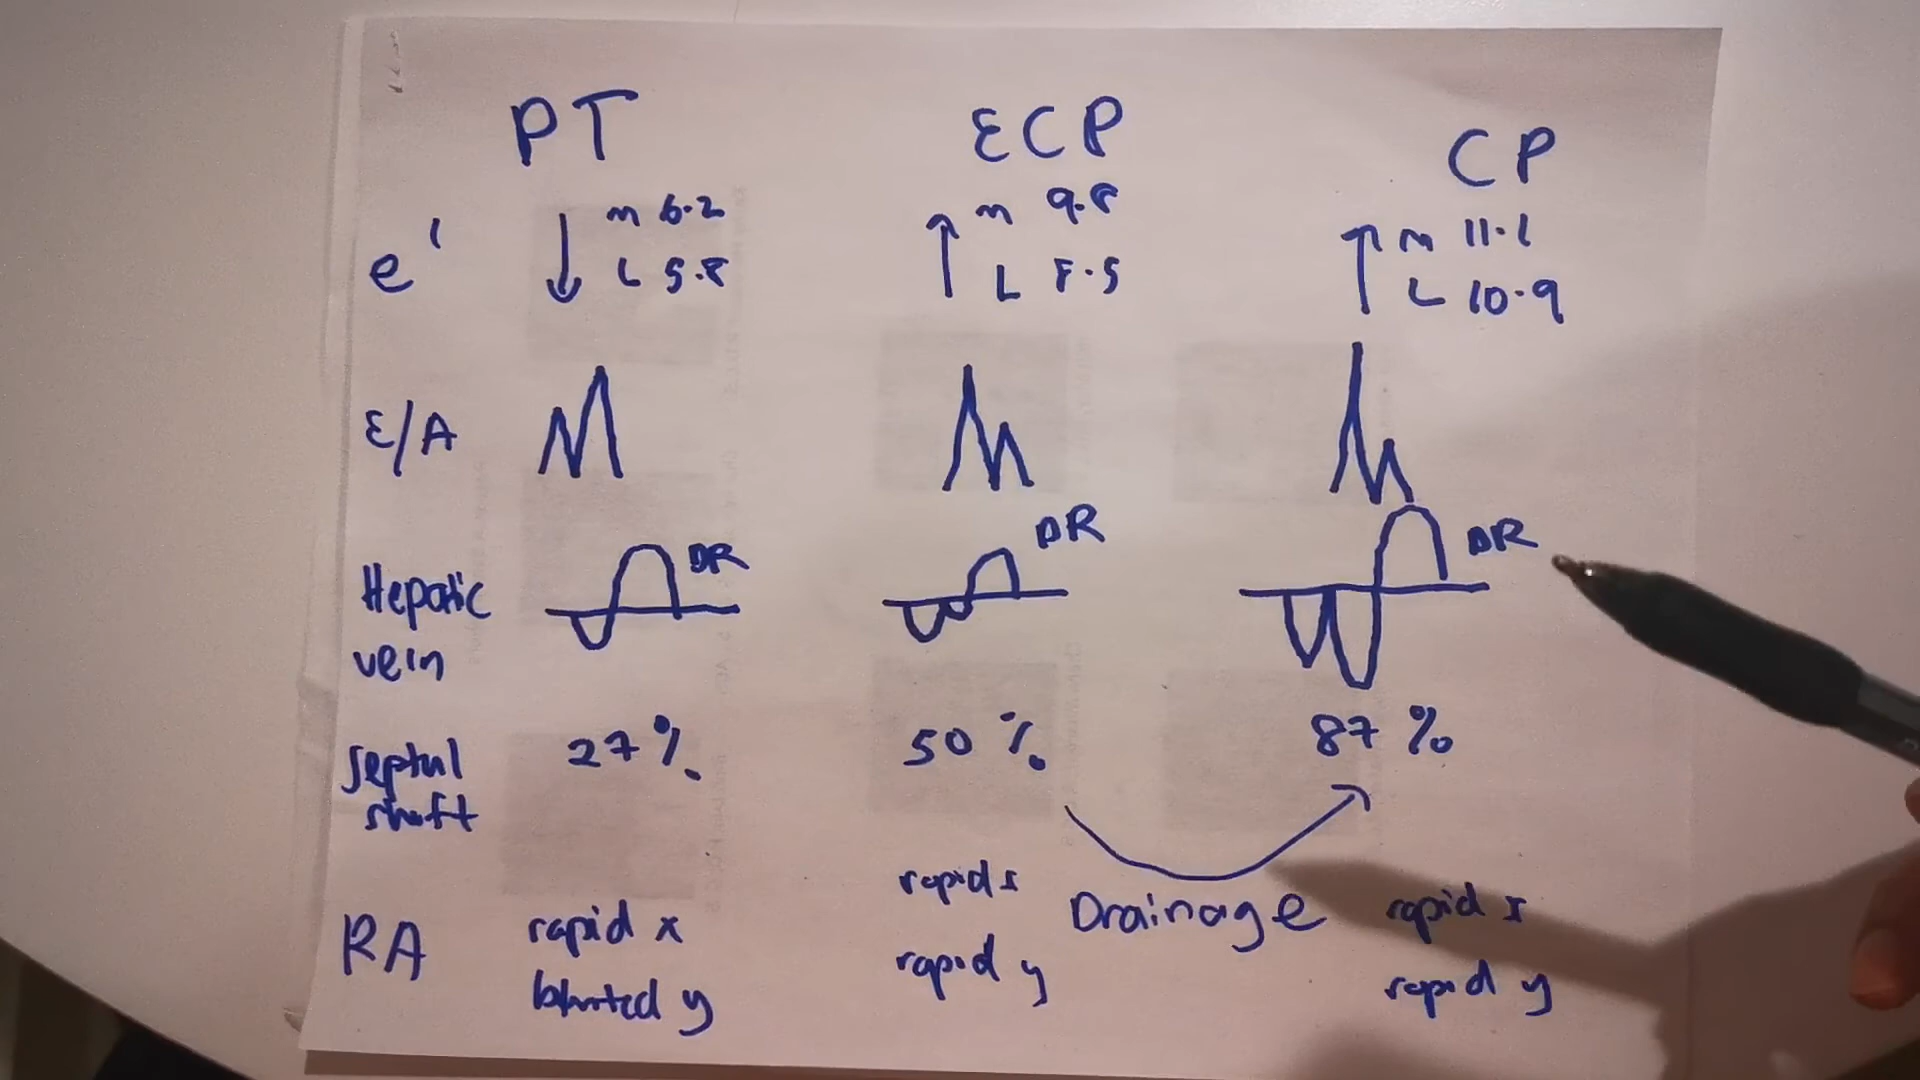 PT ECP CP
e' ↓ m 6.2 ↑ m 9.8 ↑ m 11.1
L 5.8 L 8.5 L 10.9
E/A
DR DR DR
Hepatic
vein
septal 27% 50% 87%
shift
RA rapid x rapid x Drainage rapid x
blunted y rapid y rapid y